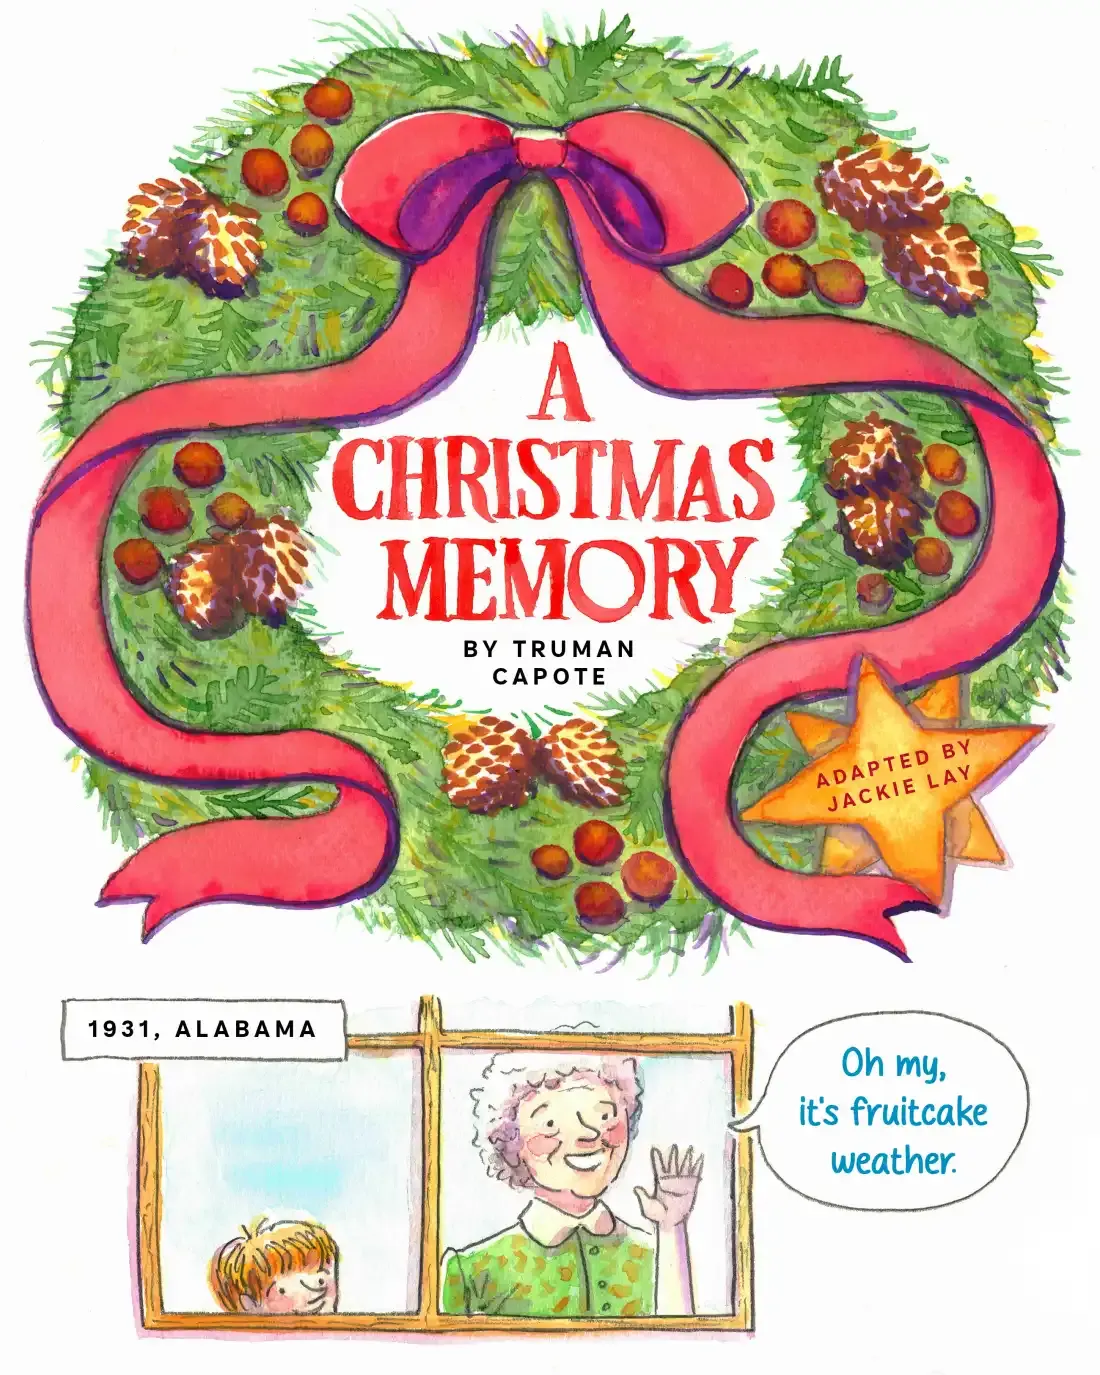 A
CHRISTMAS
MEMORY
BY TRUMAN
CAPOTE
ADAPTED BY
JACKIE LAY
1931, ALABAMA
Oh my,
it's fruitcake
weather.